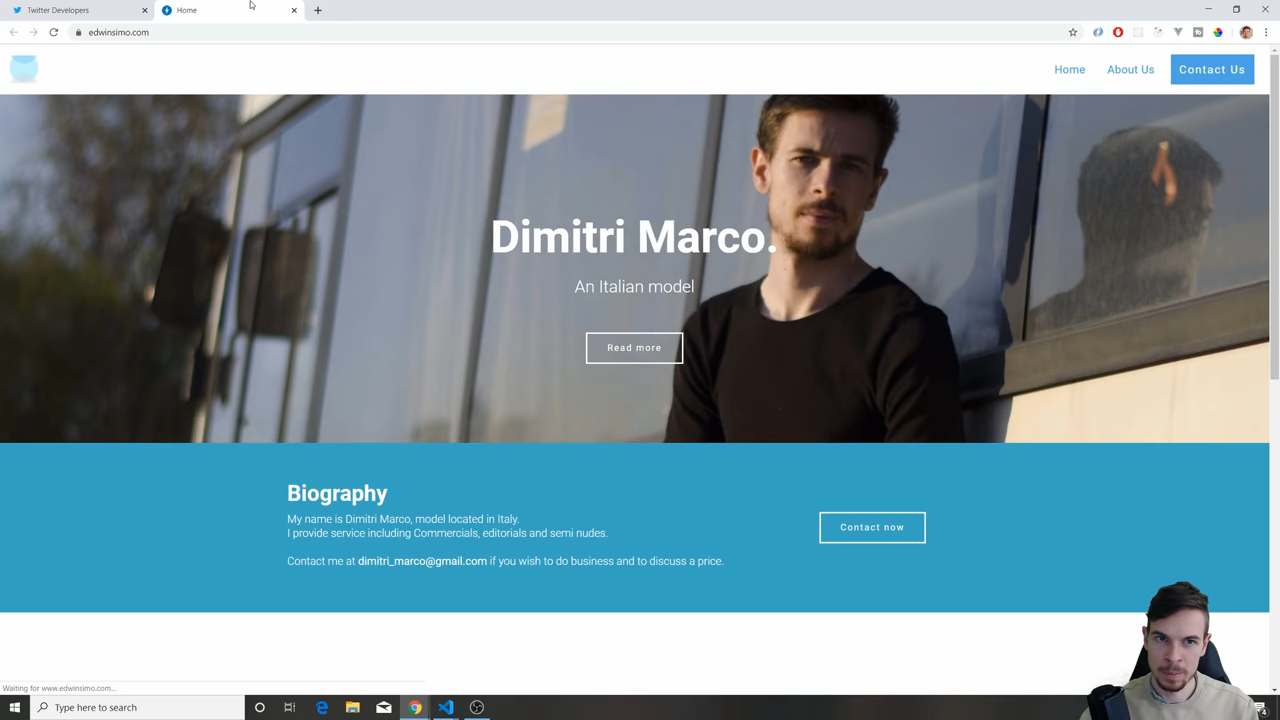 Twitter Developers
Home
edwinsimo.com
Home
About Us
Contact Us
Dimitri Marco.
An Italian model
Read more
Biography
My name is Dimitri Marco, model located in Italy.
I provide service including Commercials, editorials and semi nudes.
Contact me at dimitri_marco@gmail.com if you wish to do business and to discuss a price.
Contact now
Waiting for www.edwinsimo.com...
Type here to search
4